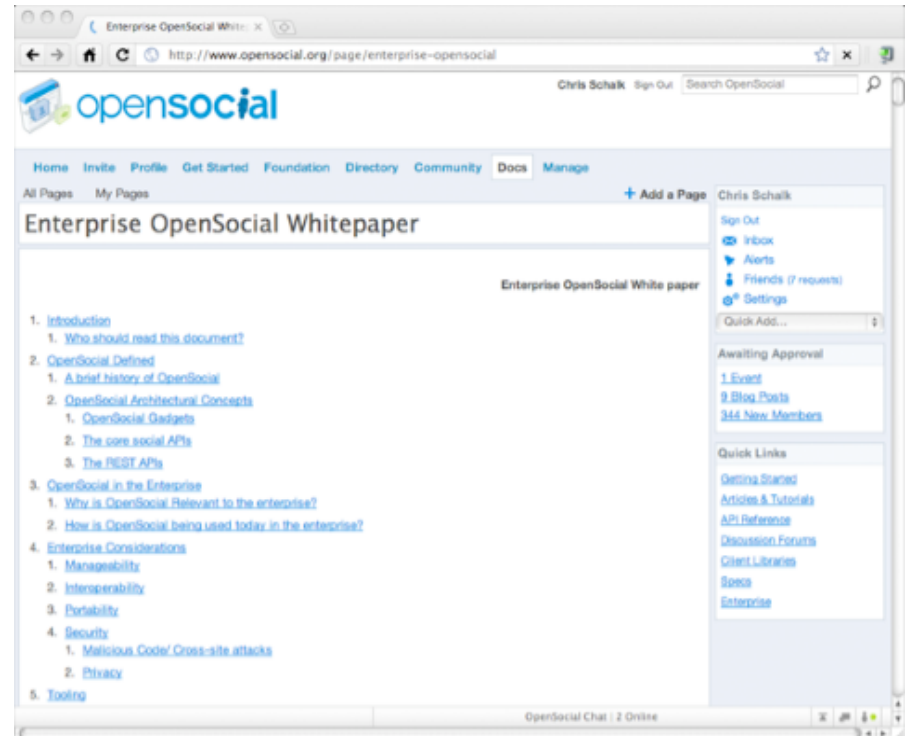 Enterprise OpenSocial White
http://www.opensocial.org/page/enterprise-opensocial
Chris Schalk Sign Out Search OpenSocial
opensocial
Home Invite Profile Get Started Foundation Directory Community Docs Manage
All Pages My Pages + Add a Page
Enterprise OpenSocial Whitepaper
Enterprise OpenSocial White paper
1. Introduction
1. Who should read this document?
2. OpenSocial Defined
1. A brief history of OpenSocial
2. OpenSocial Architectural Concepts
1. OpenSocial Gadgets
2. The core social APIs
3. The REST APIs
3. OpenSocial in the Enterprise
1. Why is OpenSocial Relevant to the enterprise?
2. How is OpenSocial being used today in the enterprise?
4. Enterprise Considerations
1. Manageability
2. Interoperability
3. Portability
4. Security
1. Malicious Code/ Cross-site attacks
2. Privacy
5. Tooling
Chris Schalk
Sign Out
Inbox
Alerts
Friends (7 requests)
Settings
Quick Add...
Awaiting Approval
1 Event
9 Blog Posts
344 New Members
Quick Links
Getting Started
Articles & Tutorials
API Reference
Discussion Forums
Client Libraries
Specs
Enterprise
OpenSocial Chat | 2 Online